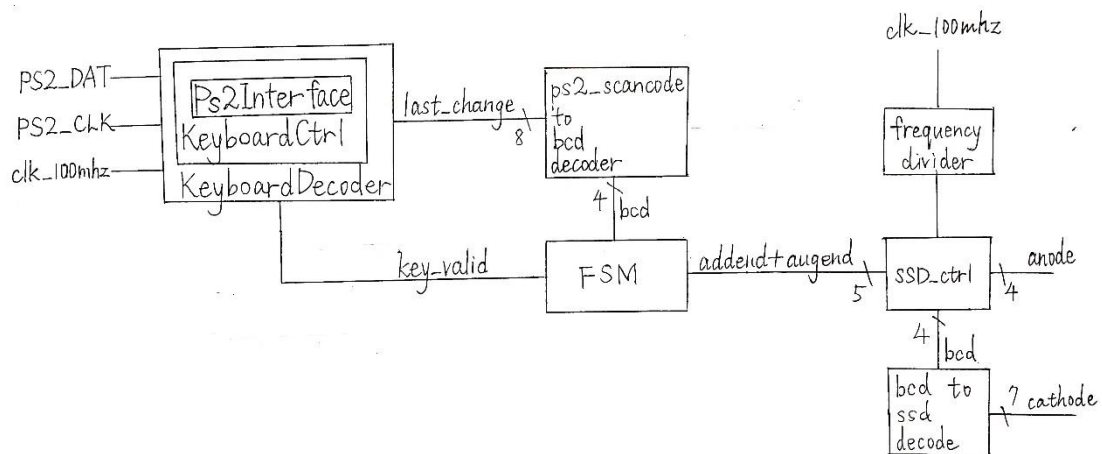 clk_100mhz
PS2_DAT
PS2_CLK
clk_100mhz
Ps2Interface
KeyboardCtrl
KeyboardDecoder
last_change
8
ps2_scancode
to
bcd
decoder
4
bcd
frequency
divider
key_valid
FSM
addend+augend
5
SSD_ctrl
4
anode
4
bcd
bcd to
ssd
decode
7
cathode